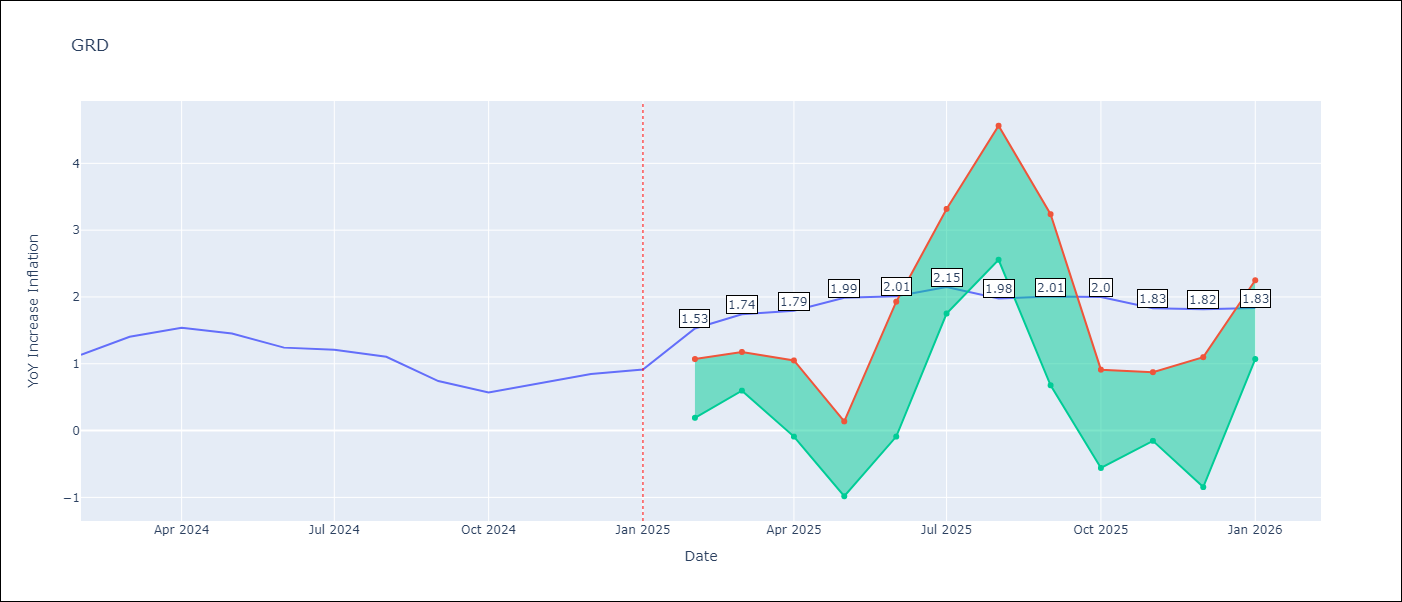 GRD
YoY Increase Inflation
4
3
2
1
0
−1
1.53
1.74
1.79
1.99
2.01
2.15
1.98
2.01
2.0
1.83
1.82
1.83
Apr 2024
Jul 2024
Oct 2024
Jan 2025
Apr 2025
Jul 2025
Oct 2025
Jan 2026
Date